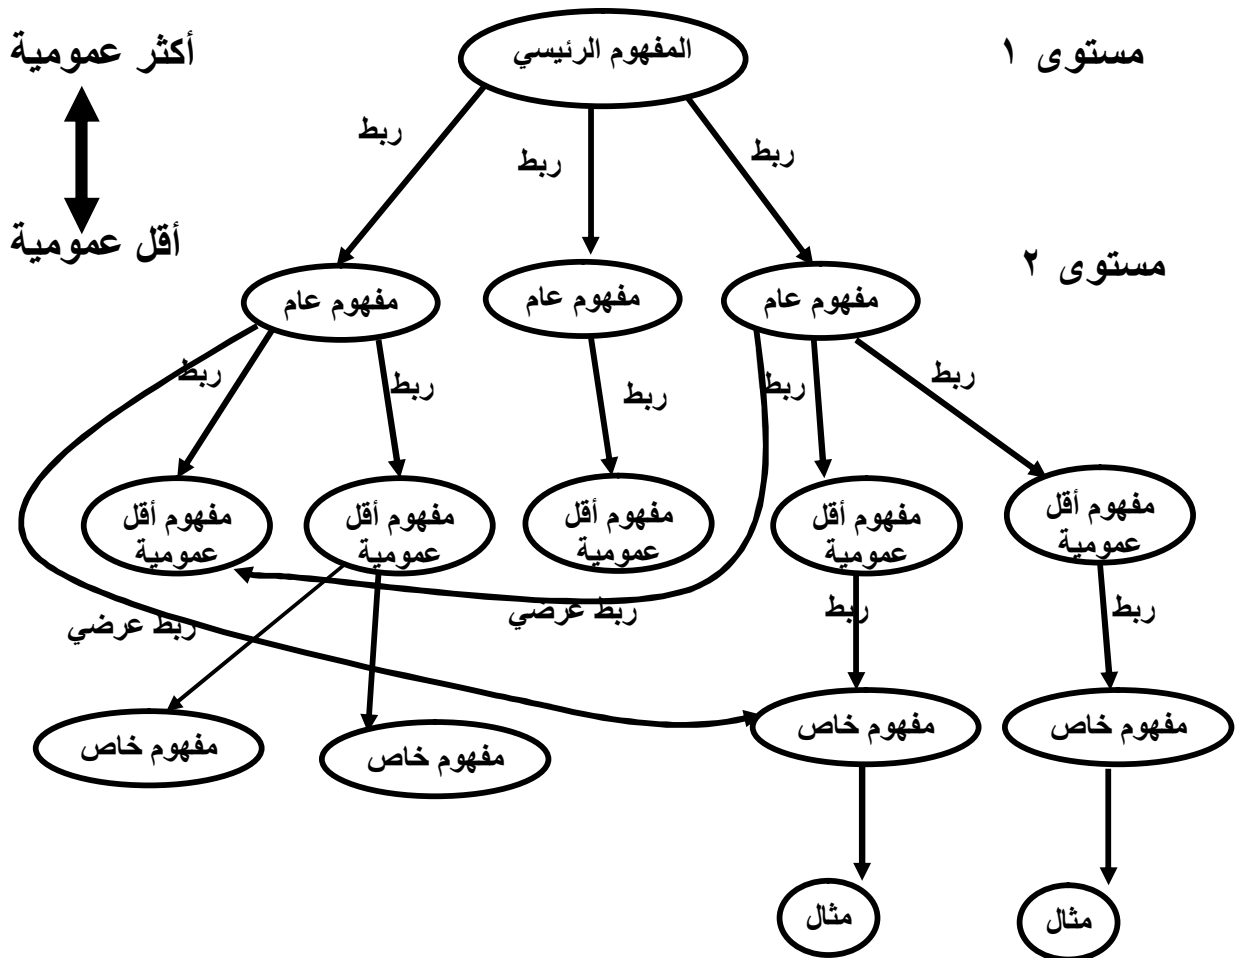 المفهوم الرئيسي
مستوى ١
أكثر عمومية
ربط
ربط
ربط
أقل عمومية
مستوى ٢
مفهوم عام
مفهوم عام
مفهوم عام
ربط
ربط
ربط
ربط
ربط
مفهوم أقل
عمومية
مفهوم أقل
عمومية
مفهوم أقل
عمومية
مفهوم أقل
عمومية
مفهوم أقل
عمومية
ربط
ربط
ربط عرضي
ربط عرضي
مفهوم خاص
مفهوم خاص
مفهوم خاص
مفهوم خاص
مثال
مثال